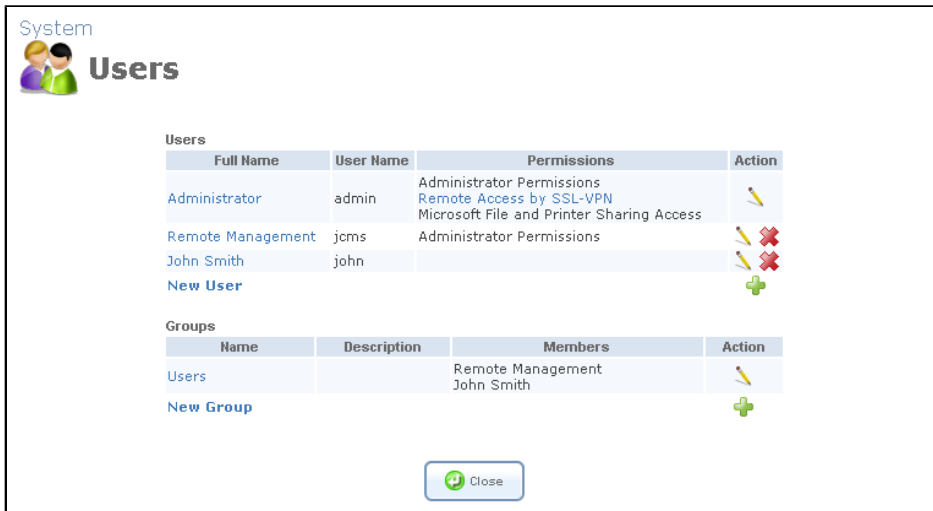 System
Users
Users
Full Name User Name Permissions Action
Administrator admin Administrator Permissions
Remote Access by SSL-VPN
Microsoft File and Printer Sharing Access
Remote Management jcms Administrator Permissions
John Smith john
New User
Groups
Name Description Members Action
Users Remote Management
John Smith
New Group
Close